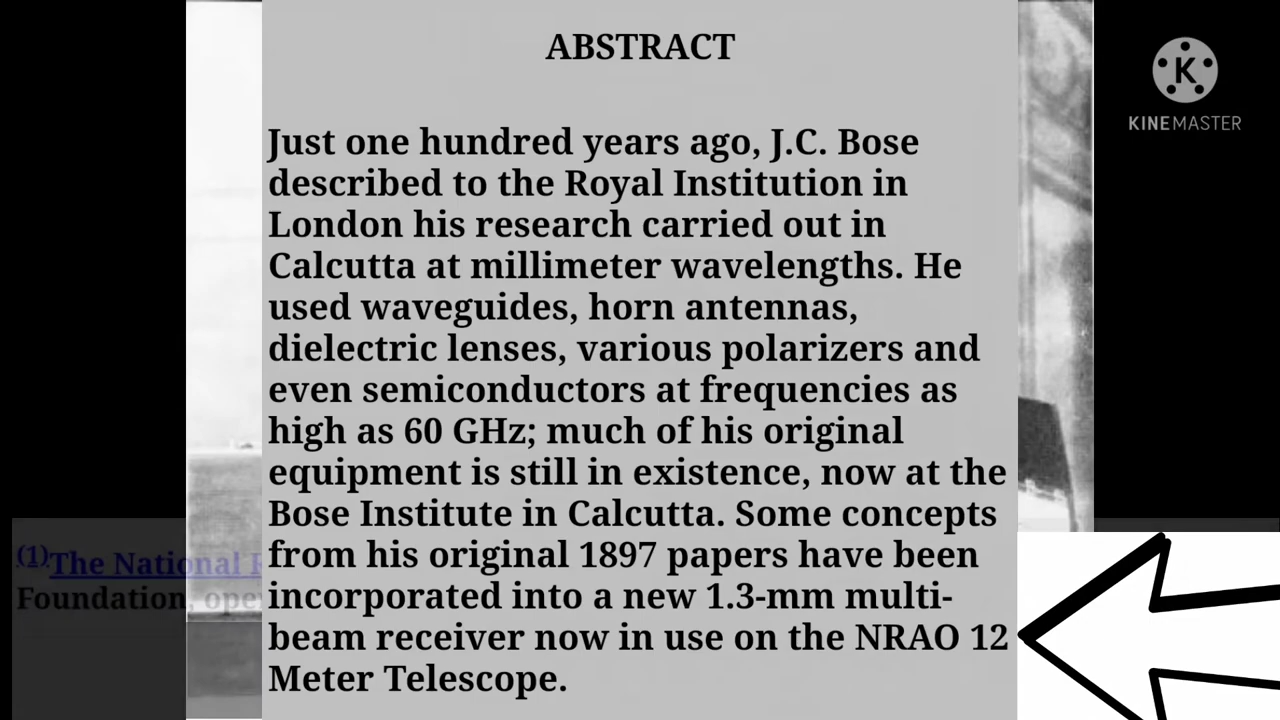 ABSTRACT
Just one hundred years ago, J.C. Bose
described to the Royal Institution in
London his research carried out in
Calcutta at millimeter wavelengths. He
used waveguides, horn antennas,
dielectric lenses, various polarizers and
even semiconductors at frequencies as
high as 60 GHz; much of his original
equipment is still in existence, now at the
Bose Institute in Calcutta. Some concepts
from his original 1897 papers have been
incorporated into a new 1.3-mm multi-
beam receiver now in use on the NRAO 12
Meter Telescope.
K
KINEMASTER
(1)The National R
Foundation, ope